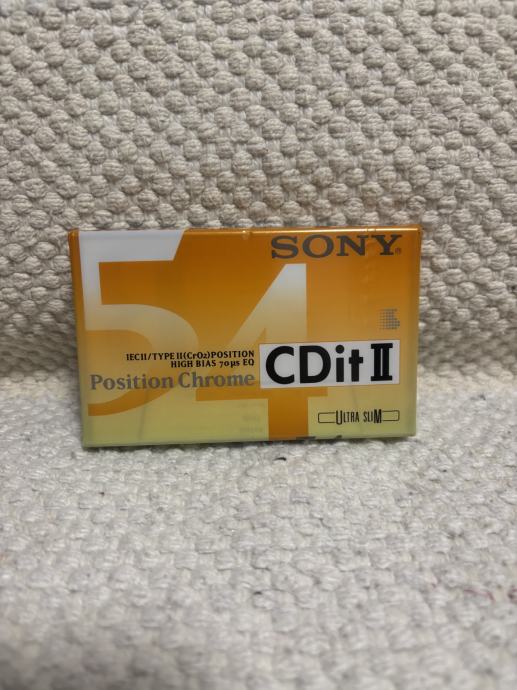 SONY®
54
IECII/TYPE II(CrO2)POSITION
HIGH BIAS 70μs EQ
Position Chrome
CDit II
ULTRA SLIM